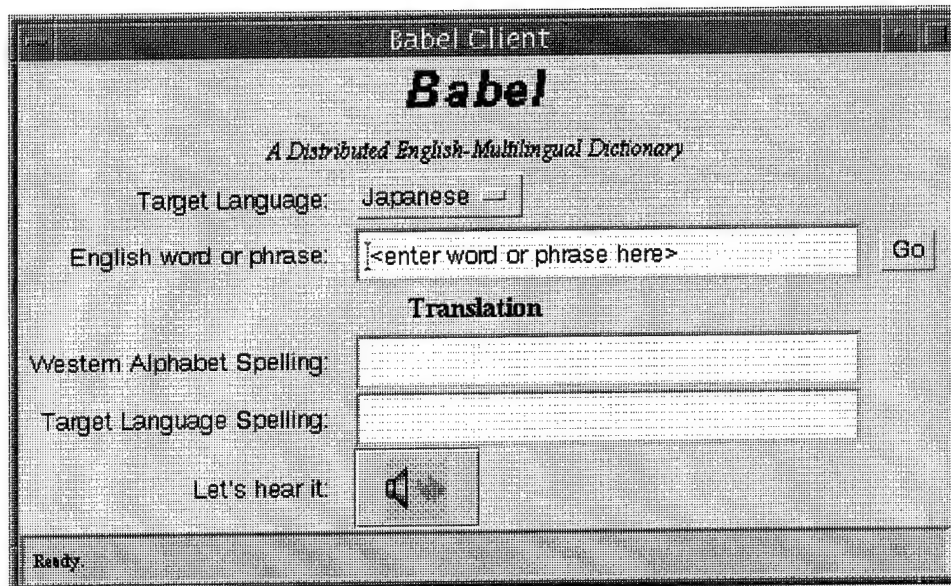 Babel Client
Babel
A Distributed English-Multilingual Dictionary
Target Language: Japanese
English word or phrase: <enter word or phrase here> Go
Translation
Western Alphabet Spelling:
Target Language Spelling:
Let's hear it:
Ready.